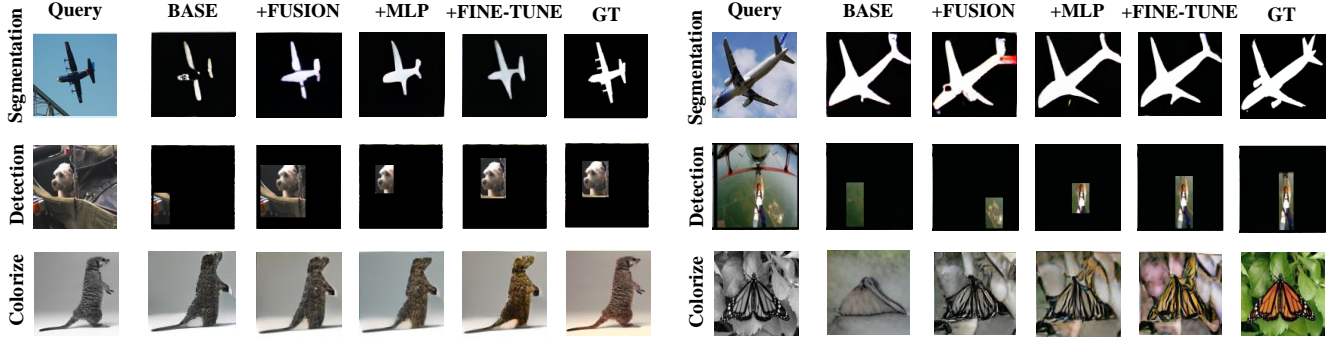 Query BASE +FUSION +MLP +FINE-TUNE GT
Segmentation
Detection
Colorize
Query BASE +FUSION +MLP +FINE-TUNE GT
Segmentation
Detection
Colorize